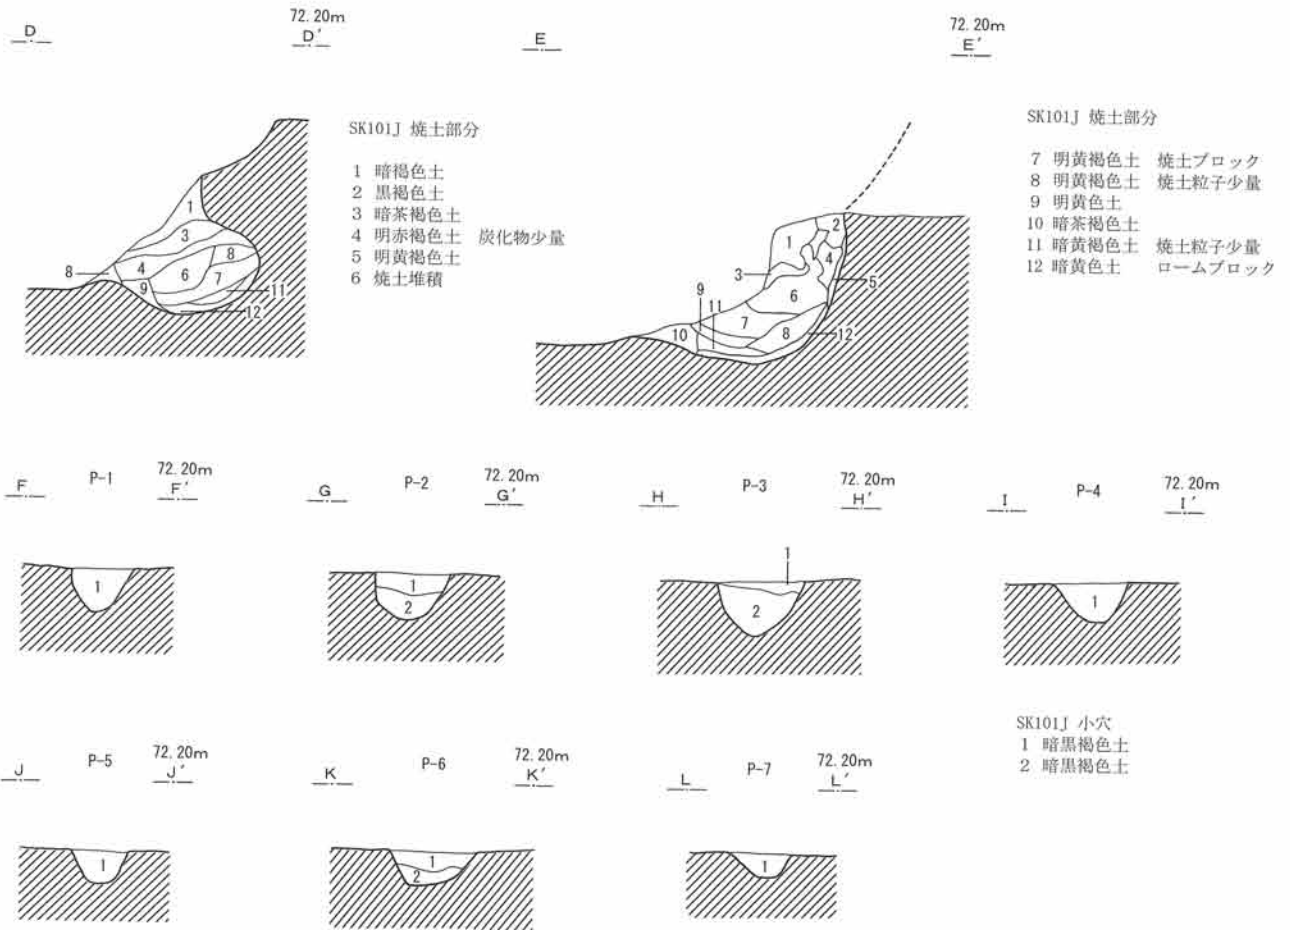 72.20m
D D′
72.20m
E E′
SK101J 焼土部分
1 暗褐色土
2 黒褐色土
3 暗茶褐色土
4 明赤褐色土 炭化物少量
5 明黄褐色土
6 焼土堆積
1
3
8
4
6
8
7
9
11
12
SK101J 焼土部分
7 明黄褐色土 焼土ブロック
8 明黄褐色土 焼土粒子少量
9 明黄色土
10 暗茶褐色土
11 暗黄褐色土 焼土粒子少量
12 暗黄色土 ロームブロック
1
2
4
3
5
9
11
6
7
10
8
12
72.20m
F P-1 F′
1
72.20m
G P-2 G′
1
2
72.20m
H P-3 H′
1
2
72.20m
I P-4 I′
1
SK101J 小穴
1 暗黒褐色土
2 暗黒褐色土
72.20m
J P-5 J′
1
72.20m
K P-6 K′
1
2
72.20m
L P-7 L′
1